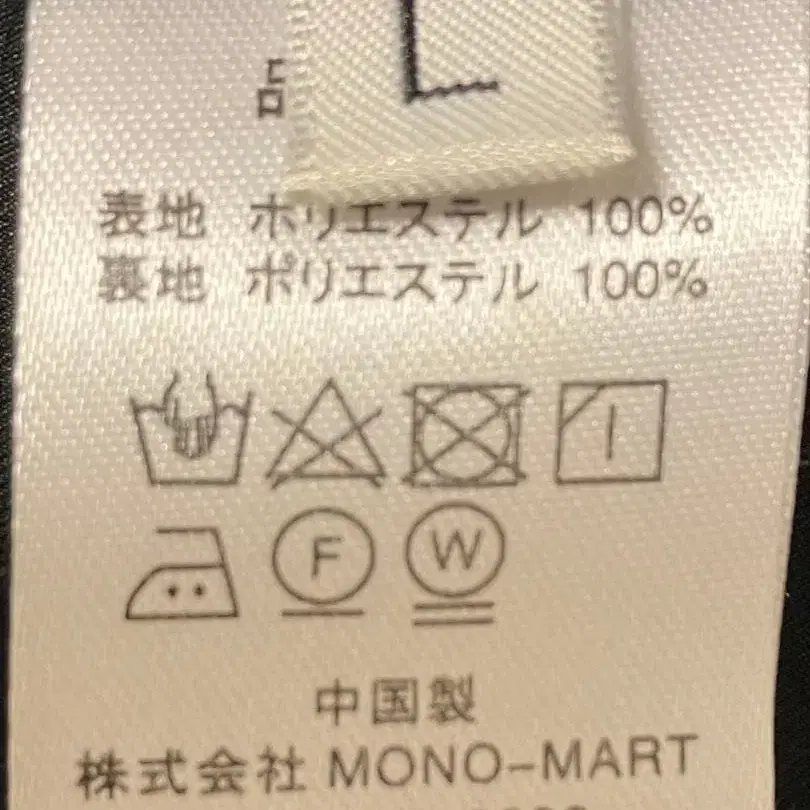 L
表地 ポリエステル 100%
裏地 ポリエステル 100%
F W
中国製
株式会社 MONO-MART